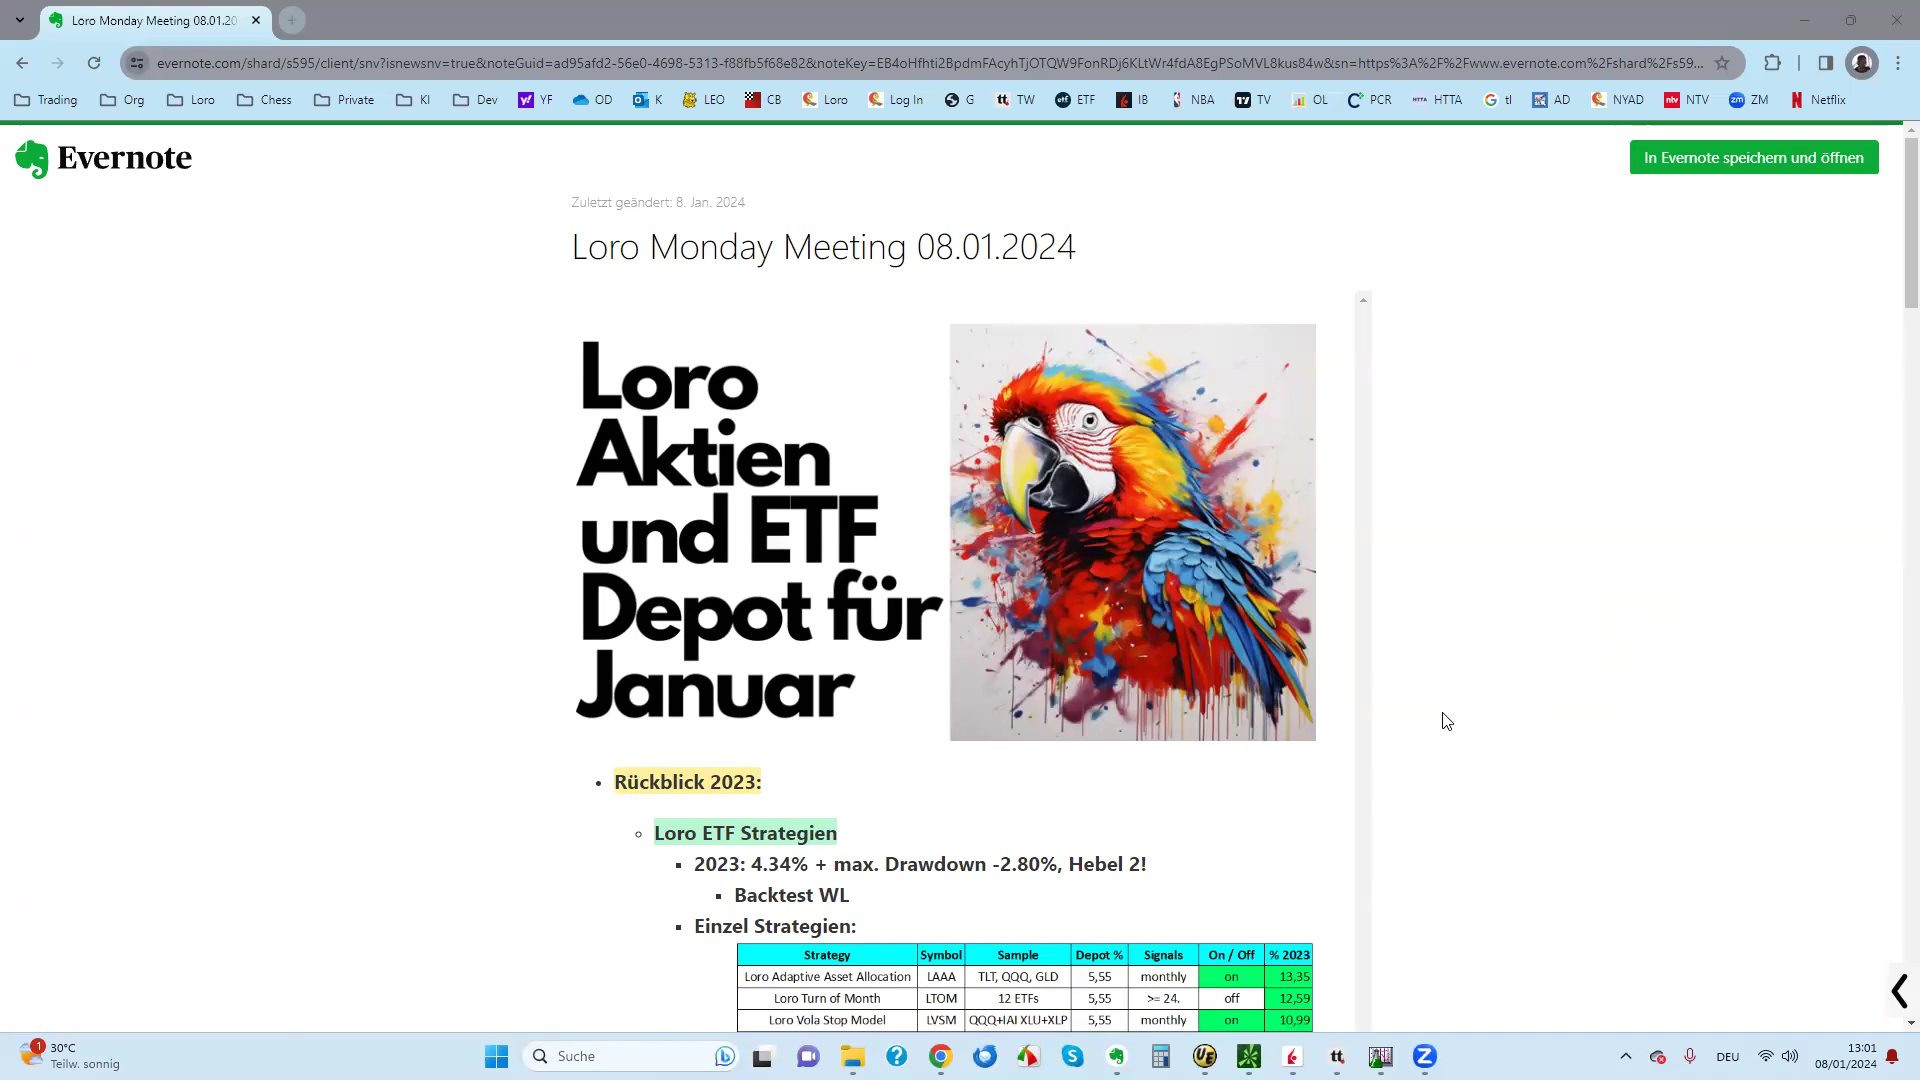 Loro Monday Meeting 08.01.20
evernote.com/shard/s595/client/snv?isnewsnv=true&noteGuid=ad95afd2-56e0-4698-5313-f88fb5f68e82&noteKey=EB4oHfhti2BpdmFAcyhTjOTQW9FonRDj6KLtWr4fdA8EgPSoMVL8kus84w&sn=https%3A%2F%2Fwww.evernote.com%2Fshard%2Fs59...
Trading Org Loro Chess Private KI Dev YF OD K LEO CB Loro Log In G TW ETF IB NBA TV OL PCR HTTA tl AD NYAD NTV ZM Netflix
Evernote
In Evernote speichern und öffnen
Zuletzt geändert: 8. Jan. 2024
Loro Monday Meeting 08.01.2024
Loro
Aktien
und ETF
Depot für
Januar
Rückblick 2023:
Loro ETF Strategien
2023: 4.34% + max. Drawdown -2.80%, Hebel 2!
Backtest WL
Einzel Strategien:
Strategy Symbol Sample Depot % Signals On / Off % 2023
Loro Adaptive Asset Allocation LAAA TLT, QQQ, GLD 5,55 monthly on 13,35
Loro Turn of Month LTOM 12 ETFs 5,55 >= 24. off 12,59
Loro Vola Stop Model LVSM QQQ+IAI XLU+XLP 5,55 monthly on 10,99
1 30°C
Teilw. sonnig
Suche
DEU
13:01
08/01/2024